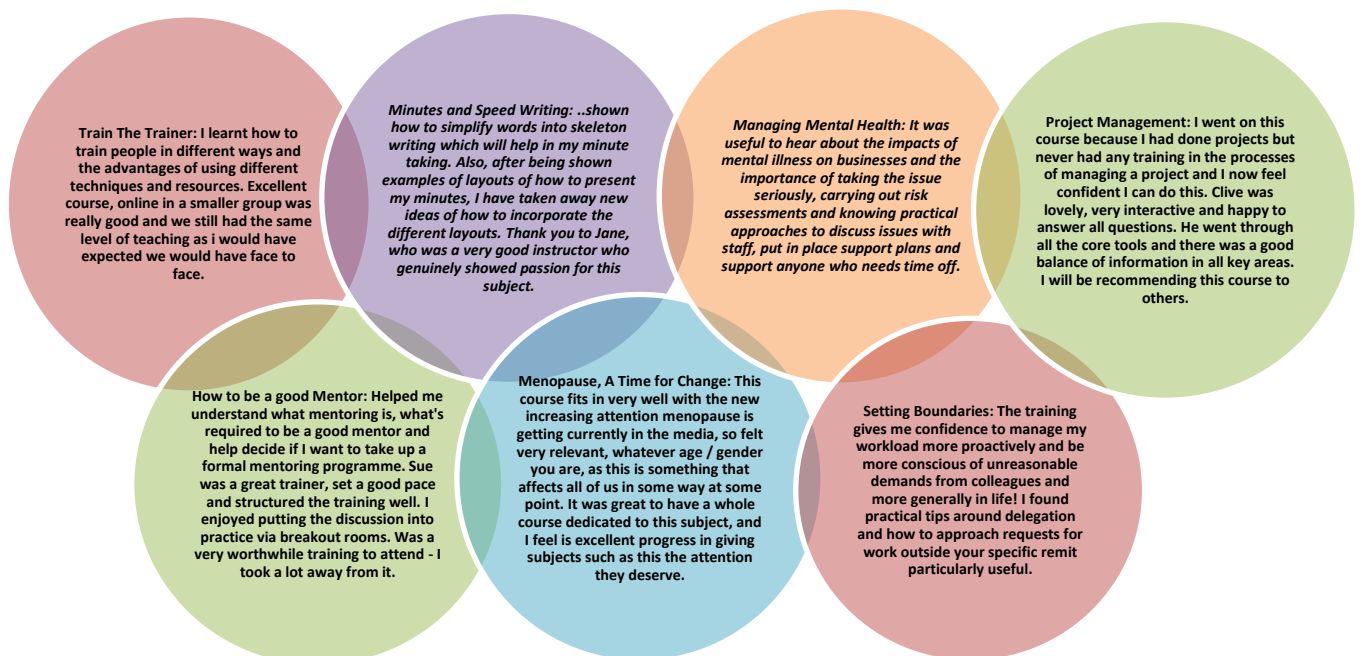 Train The Trainer: I learnt how to
train people in different ways and
the advantages of using different
techniques and resources. Excellent
course, online in a smaller group was
really good and we still had the same
level of teaching as i would have
expected we would have face to
face.
Minutes and Speed Writing: ..shown
how to simplify words into skeleton
writing which will help in my minute
taking. Also, after being shown
examples of layouts of how to present
my minutes, I have taken away new
ideas of how to incorporate the
different layouts. Thank you to Jane,
who was a very good instructor who
genuinely showed passion for this
subject.
Managing Mental Health: It was
useful to hear about the impacts of
mental illness on businesses and the
importance of taking the issue
seriously, carrying out risk
assessments and knowing practical
approaches to discuss issues with
staff, put in place support plans and
support anyone who needs time off.
Project Management: I went on this
course because I had done projects but
never had any training in the processes
of managing a project and I now feel
confident I can do this. Clive was
lovely, very interactive and happy to
answer all questions. He went through
all the core tools and there was a good
balance of information in all key areas.
I will be recommending this course to
others.
How to be a good Mentor: Helped me
understand what mentoring is, what's
required to be a good mentor and
help decide if I want to take up a
formal mentoring programme. Sue
was a great trainer, set a good pace
and structured the training well. I
enjoyed putting the discussion into
practice via breakout rooms. Was a
very worthwhile training to attend - I
took a lot away from it.
Menopause, A Time for Change: This
course fits in very well with the new
increasing attention menopause is
getting currently in the media, so felt
very relevant, whatever age / gender
you are, as this is something that
affects all of us in some way at some
point. It was great to have a whole
course dedicated to this subject, and
I feel is excellent progress in giving
subjects such as this the attention
they deserve.
Setting Boundaries: The training
gives me confidence to manage my
workload more proactively and be
more conscious of unreasonable
demands from colleagues and
more generally in life! I found
practical tips around delegation
and how to approach requests for
work outside your specific remit
particularly useful.